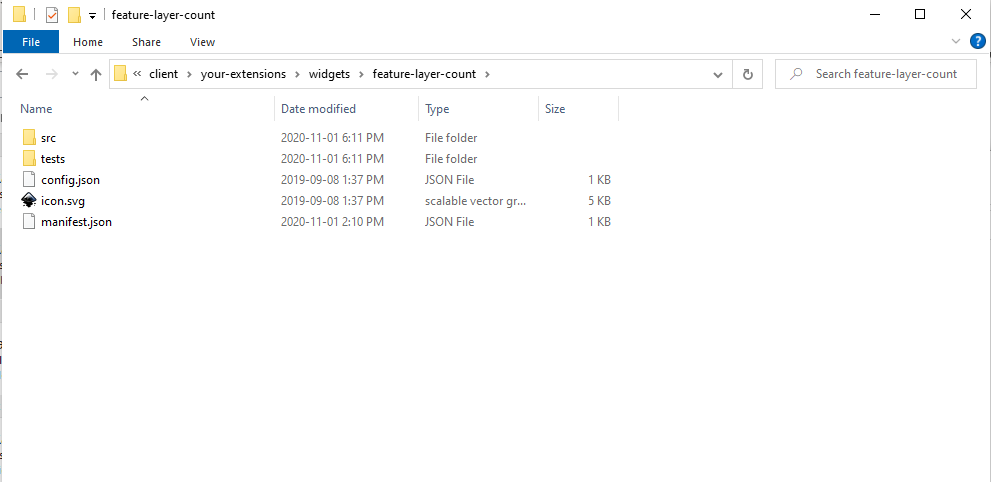 feature-layer-count
File Home Share View
« client > your-extensions > widgets > feature-layer-count > Search feature-layer-count
Name Date modified Type Size
src 2020-11-01 6:11 PM File folder
tests 2020-11-01 6:11 PM File folder
config.json 2019-09-08 1:37 PM JSON File 1 KB
icon.svg 2019-09-08 1:37 PM scalable vector gr... 5 KB
manifest.json 2020-11-01 2:10 PM JSON File 1 KB